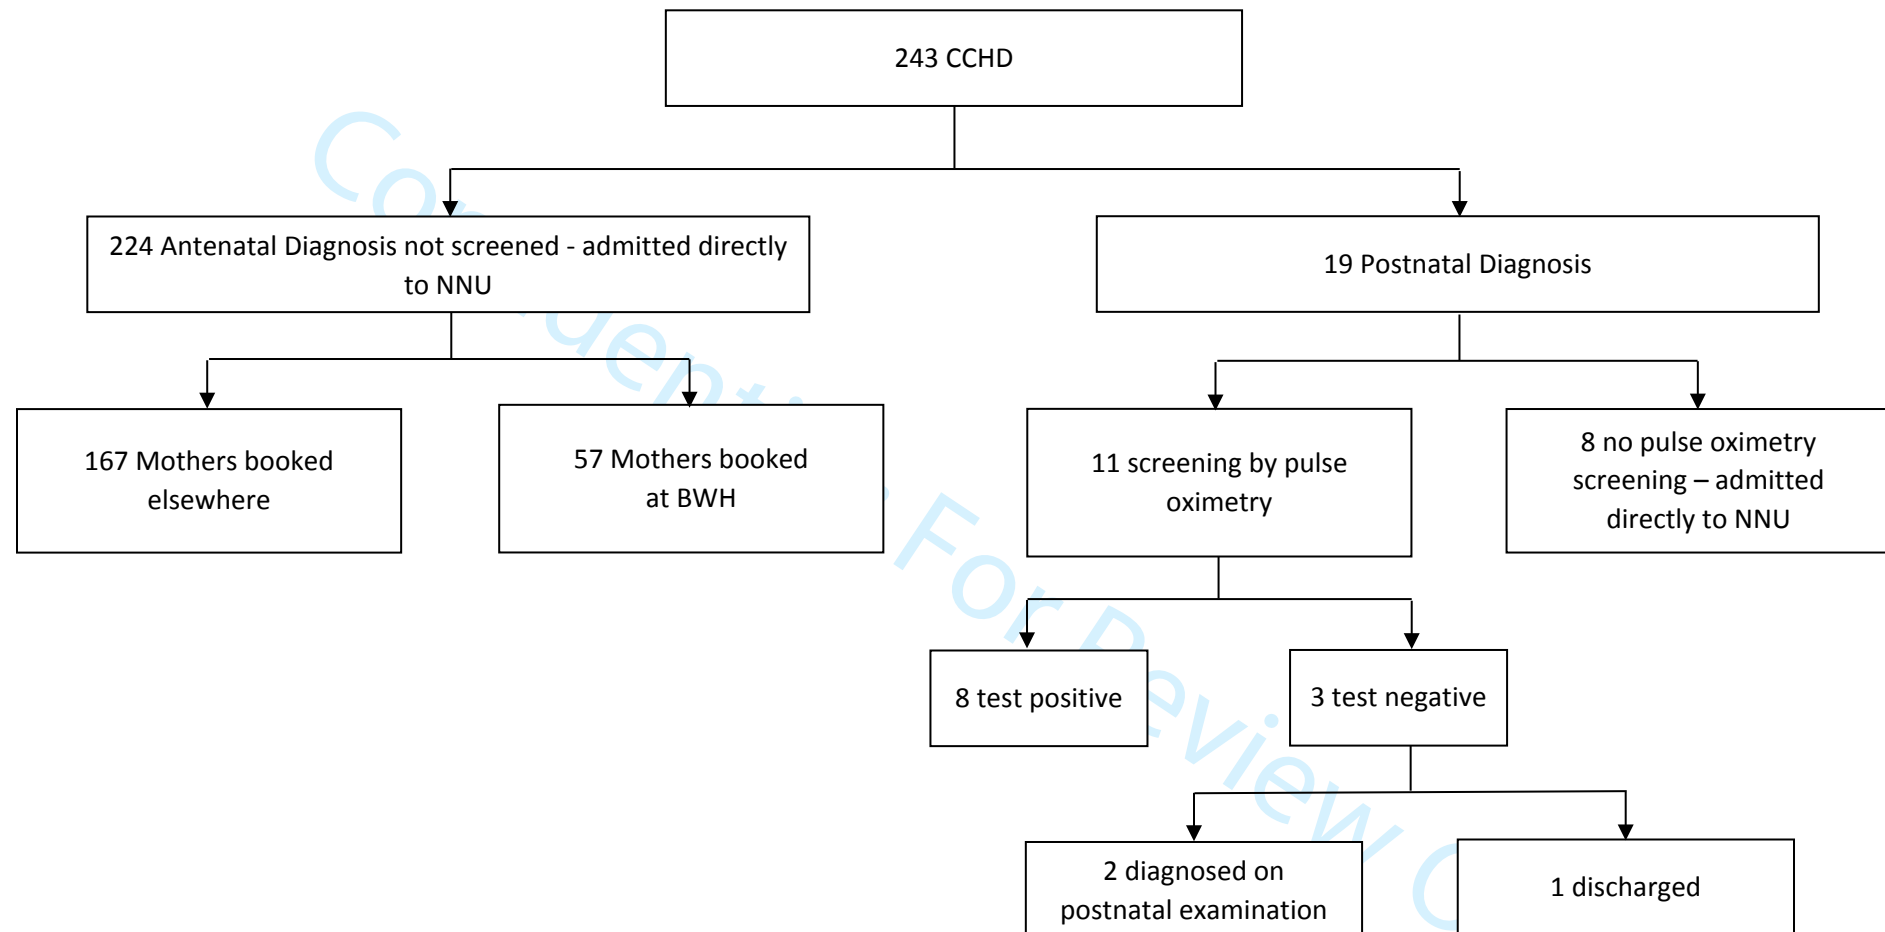 243 CCHD
224 Antenatal Diagnosis not screened - admitted directly
to NNU
19 Postnatal Diagnosis
167 Mothers booked
elsewhere
57 Mothers booked
at BWH
11 screening by pulse
oximetry
8 no pulse oximetry
screening – admitted
directly to NNU
8 test positive
3 test negative
2 diagnosed on
postnatal examination
1 discharged
For Review